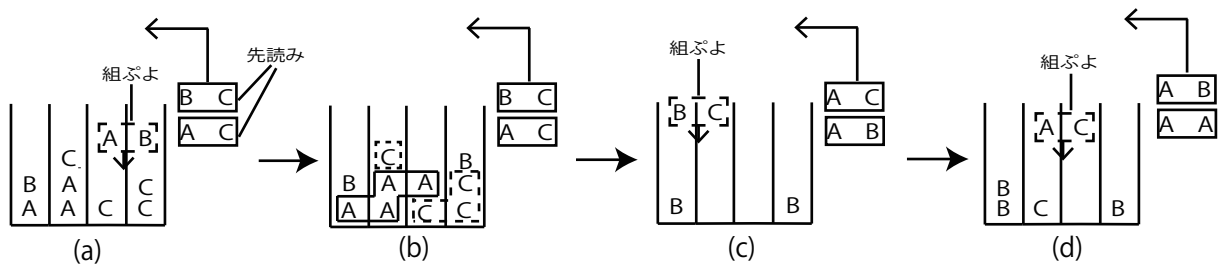 先読み
組ぷよ
B C
A C
A B
C
B A C
A A C C
(a)
B C
A C
C B
B A A C
A A C C
(b)
組ぷよ
B C
A C
A B
B B
(c)
組ぷよ
A C
A B
A A
B
B C B
(d)